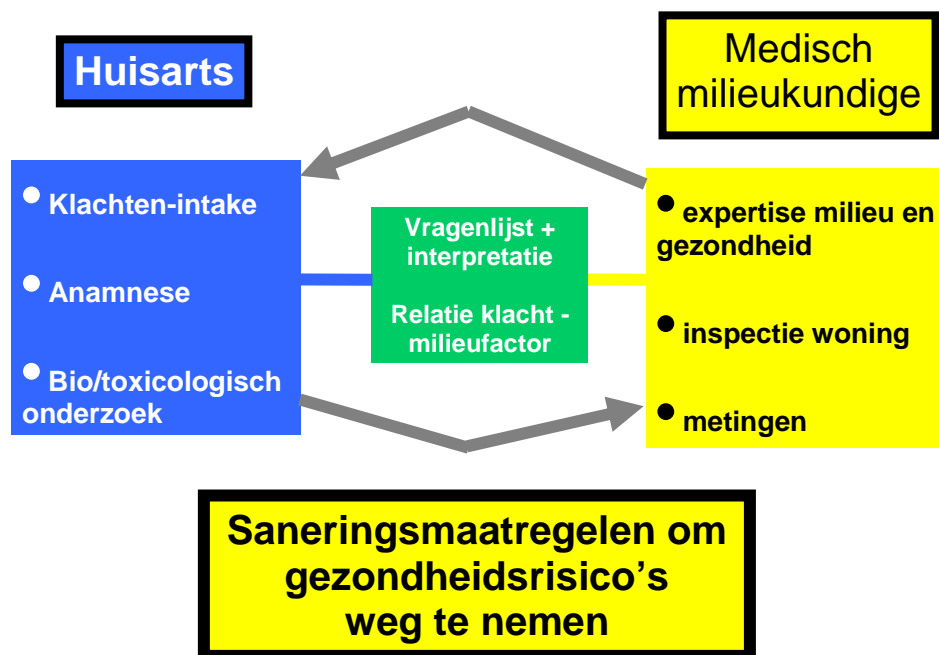 Huisarts
Medisch
milieukundige
● Klachten-intake
● Anamnese
● Bio/toxicologisch
onderzoek
Vragenlijst +
interpretatie
Relatie klacht -
milieufactor
● expertise milieu en
gezondheid
● inspectie woning
● metingen
Saneringsmaatregelen om
gezondheidsrisico’s
weg te nemen